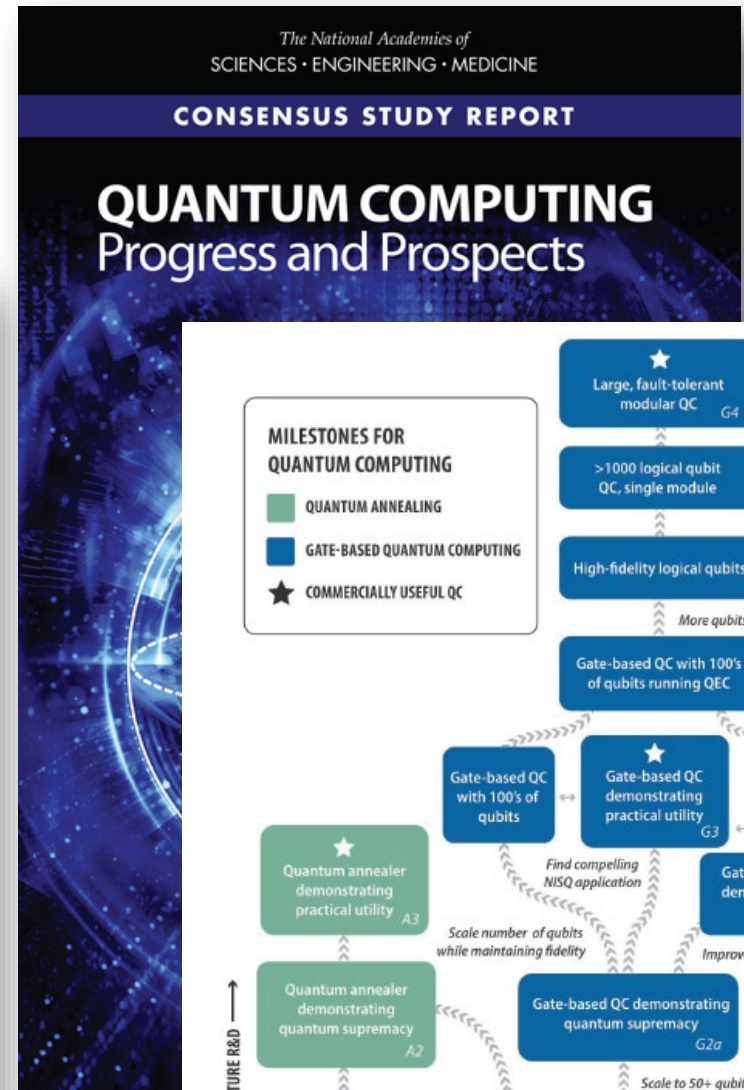 The National Academies of
SCIENCES · ENGINEERING · MEDICINE
CONSENSUS STUDY REPORT
QUANTUM COMPUTING
Progress and Prospects
MILESTONES FOR
QUANTUM COMPUTING
QUANTUM ANNEALING
GATE-BASED QUANTUM COMPUTING
COMMERCIALLY USEFUL QC
Large, fault-tolerant
modular QC
G4
>1000 logical qubit
QC, single module
High-fidelity logical qubits
More qubits
Gate-based QC with 100's
of qubits running QEC
Gate-based QC
with 100's of
qubits
Gate-based QC
demonstrating
practical utility
G3
Quantum annealer
demonstrating
practical utility
A3
Find compelling
NISQ application
Scale number of qubits
while maintaining fidelity
Quantum annealer
demonstrating
quantum supremacy
A2
Gate-based QC demonstrating
quantum supremacy
G2a
R&D
Scale to 50+